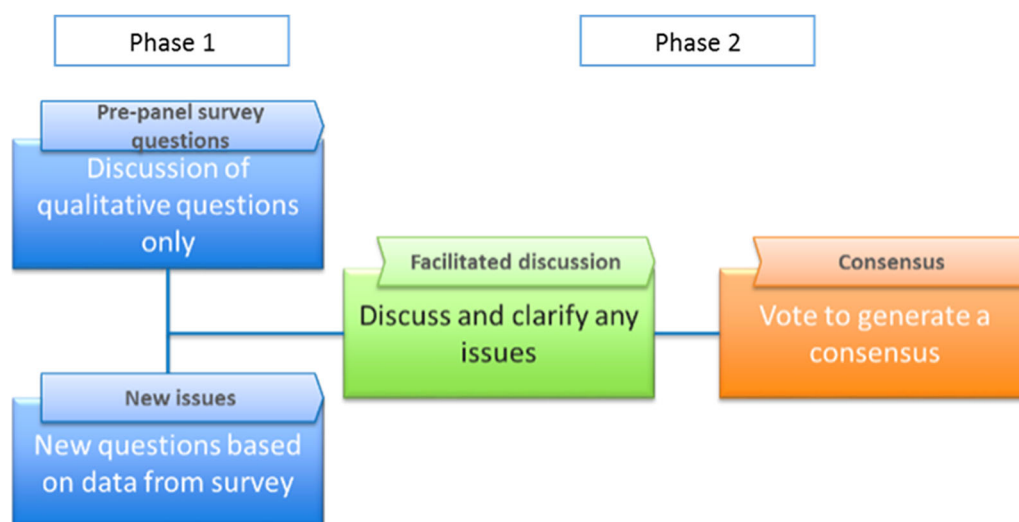 Phase 1
Phase 2
Pre-panel survey
questions
Discussion of
qualitative questions
only
Facilitated discussion
Discuss and clarify any
issues
Consensus
Vote to generate a
consensus
New issues
New questions based
on data from survey